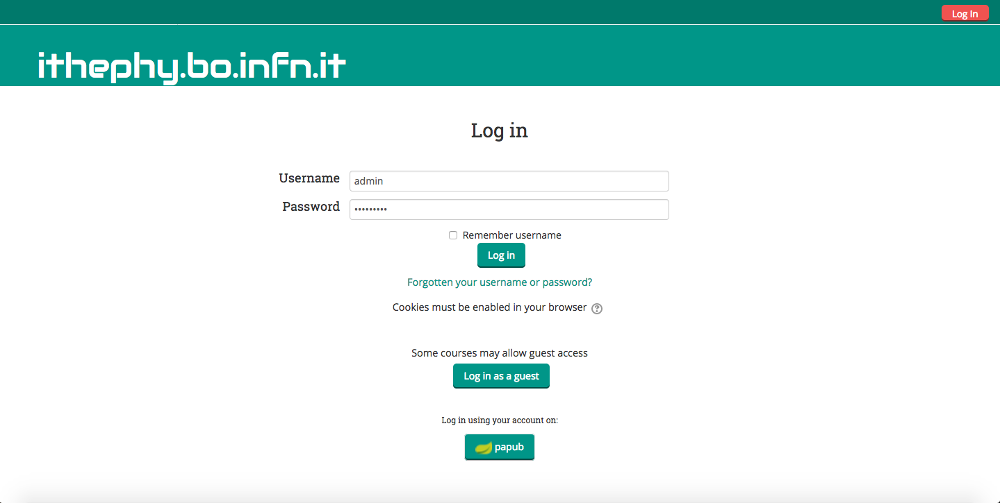 Log In
ithephy.bo.infn.it
Log in
Username admin
Password •••••••••
Remember username
Log in
Forgotten your username or password?
Cookies must be enabled in your browser ?
Some courses may allow guest access
Log in as a guest
Log in using your account on:
papub